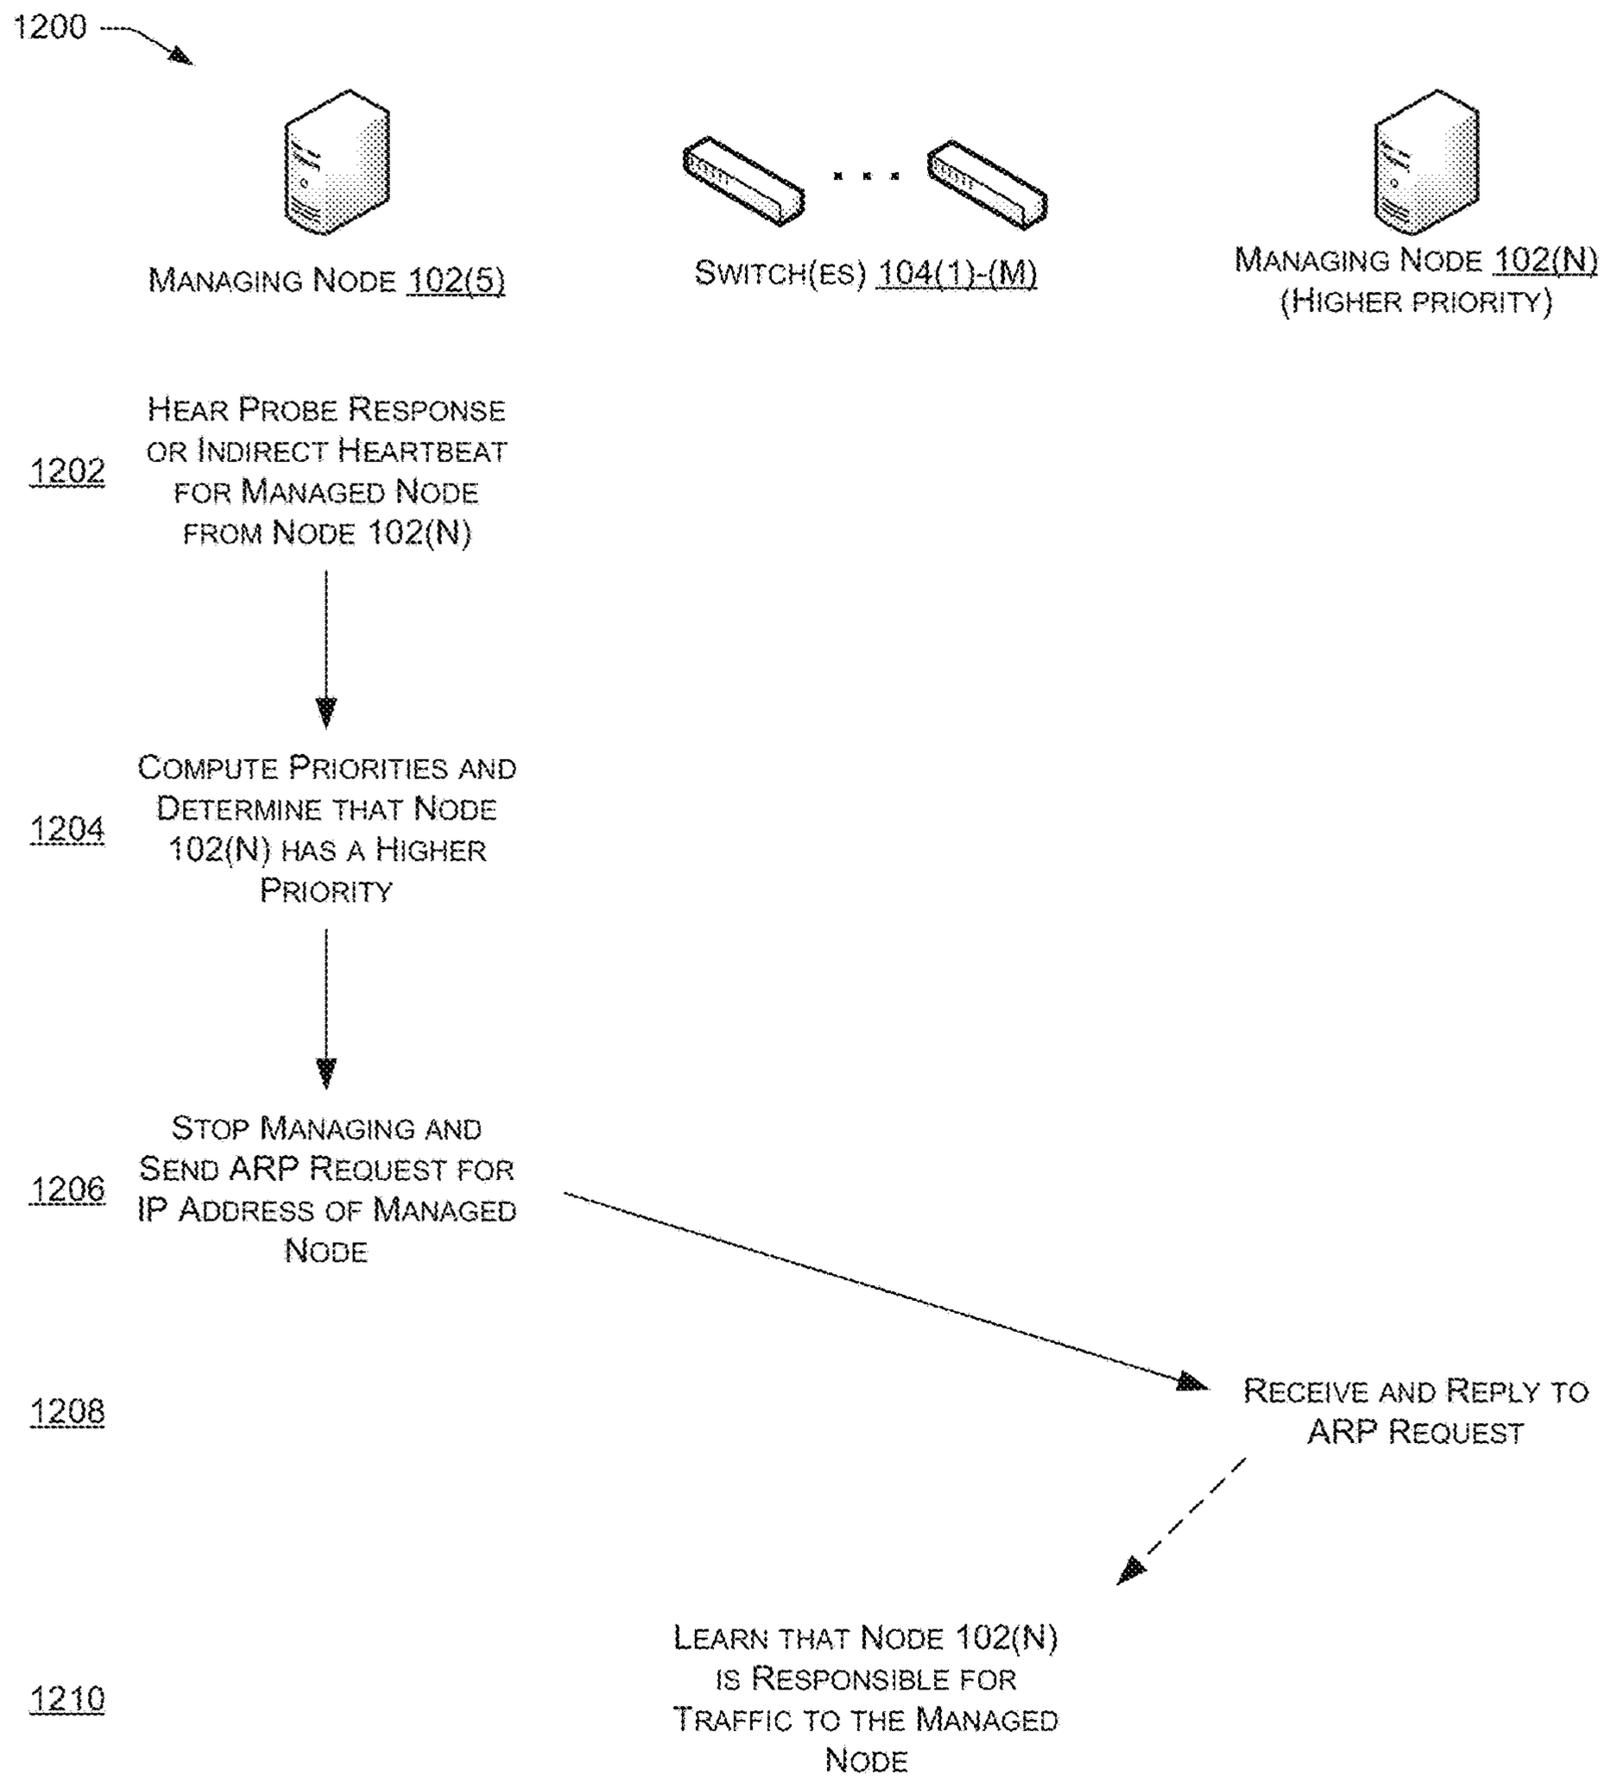 1200
MANAGING NODE 102(5)
SWITCH(ES) 104(1)-(M)
MANAGING NODE 102(N)
(HIGHER PRIORITY)
1202
HEAR PROBE RESPONSE
OR INDIRECT HEARTBEAT
FOR MANAGED NODE
FROM NODE 102(N)
1204
COMPUTE PRIORITIES AND
DETERMINE THAT NODE
102(N) HAS A HIGHER
PRIORITY
1206
STOP MANAGING AND
SEND ARP REQUEST FOR
IP ADDRESS OF MANAGED
NODE
1208
RECEIVE AND REPLY TO
ARP REQUEST
1210
LEARN THAT NODE 102(N)
IS RESPONSIBLE FOR
TRAFFIC TO THE MANAGED
NODE